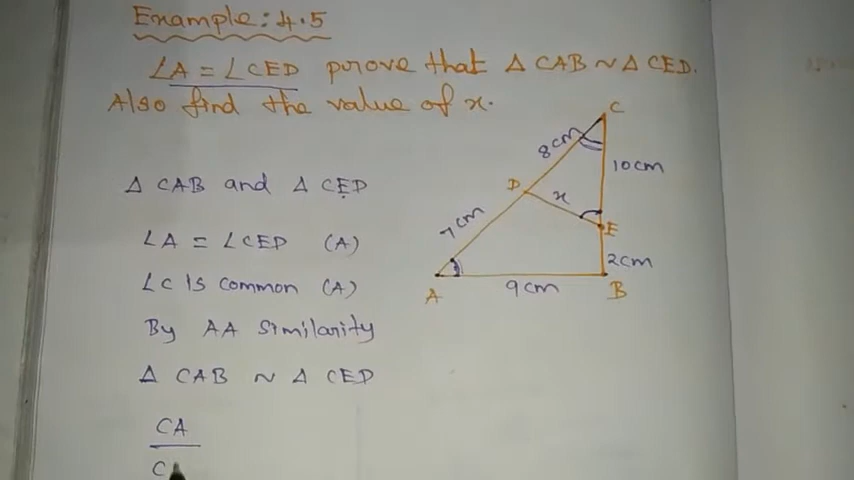 Example: 4.5
∠A = ∠CED prove that Δ CAB ~ Δ CED.
Also find the value of x.
C
8cm
10cm
D
x
7cm
E
2cm
A
9cm
B
Δ CAB and Δ CED
∠A = ∠CED (A)
∠C is common (A)
By AA Similarity
Δ CAB ~ Δ CED
CA
C